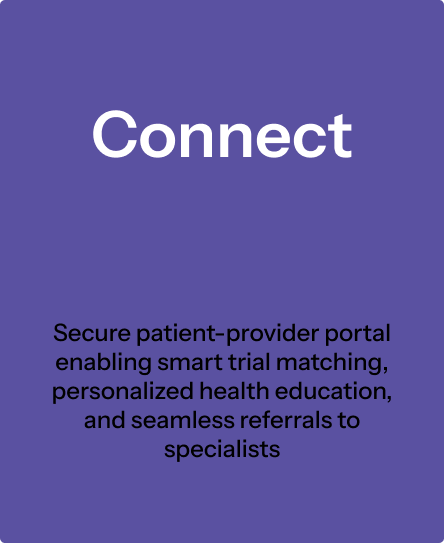 Connect
Secure patient-provider portal
enabling smart trial matching,
personalized health education,
and seamless referrals to
specialists